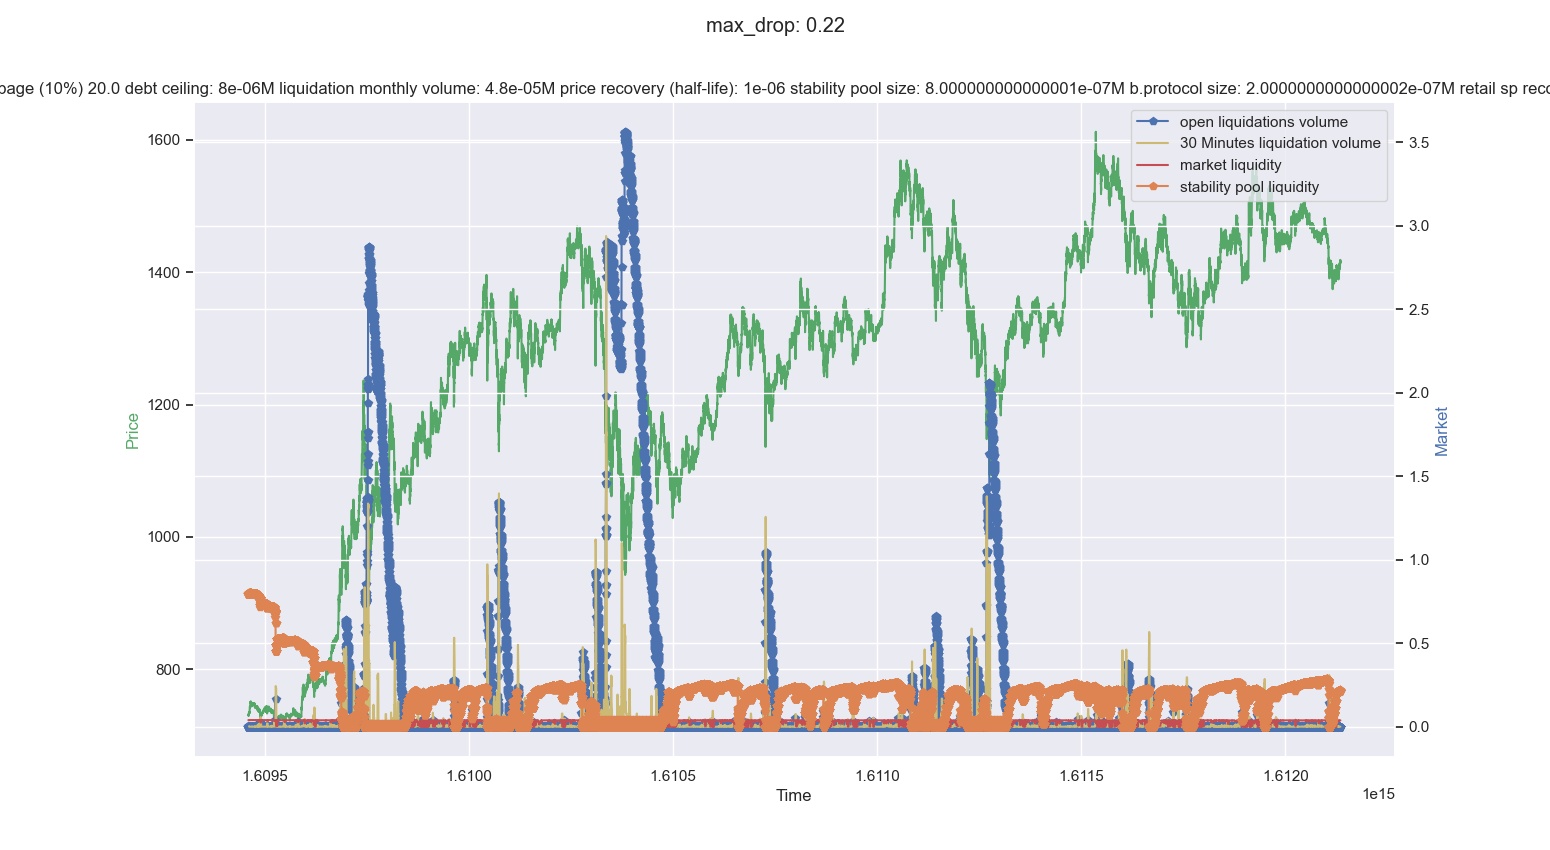 max_drop: 0.22
page (10%) 20.0 debt ceiling: 8e-06M liquidation monthly volume: 4.8e-05M price recovery (half-life): 1e-06 stability pool size: 8.000000000000001e-07M b.protocol size: 2.0000000000000002e-07M retail sp reco
open liquidations volume
30 Minutes liquidation volume
market liquidity
stability pool liquidity
1600
1400
1200
1000
800
Price
3.5
3.0
2.5
2.0
1.5
1.0
0.5
0.0
Market
1.6095 1.6100 1.6105 1.6110 1.6115 1.6120
Time
1e15